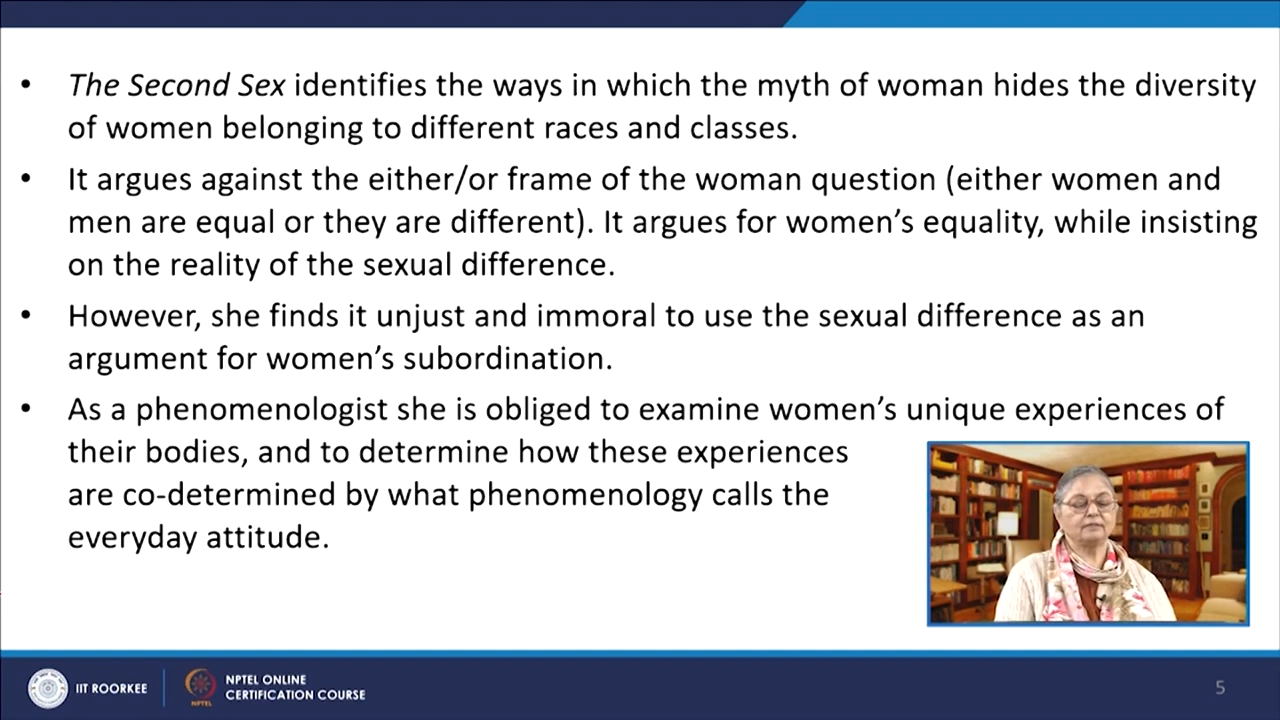 • The Second Sex identifies the ways in which the myth of woman hides the diversity
of women belonging to different races and classes.
• It argues against the either/or frame of the woman question (either women and
men are equal or they are different). It argues for women’s equality, while insisting
on the reality of the sexual difference.
• However, she finds it unjust and immoral to use the sexual difference as an
argument for women’s subordination.
• As a phenomenologist she is obliged to examine women’s unique experiences of
their bodies, and to determine how these experiences
are co-determined by what phenomenology calls the
everyday attitude.
IIT ROORKEE
NPTEL
NPTEL ONLINE
CERTIFICATION COURSE
5